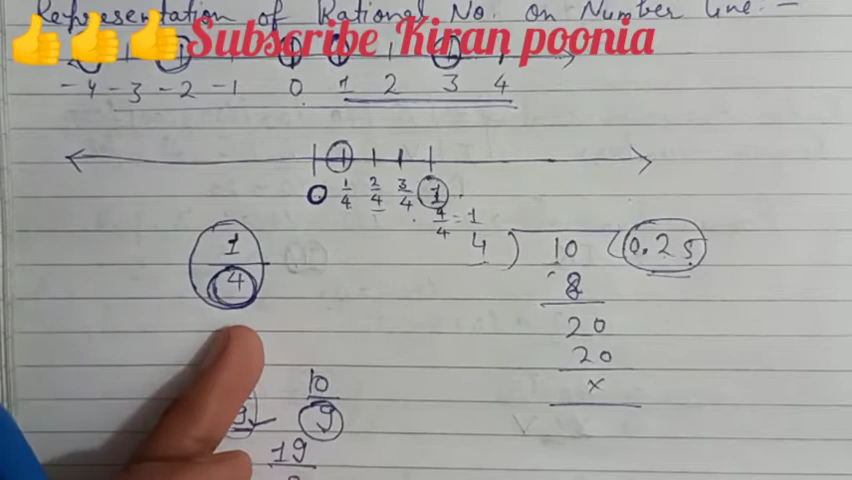 Representation of Rational No. on Number line:-
👍👍👍Subscribe Kiran poonia
-4 -3 -2 -1 0 1 2 3 4
0 1/4 2/4 3/4 1
4/4 = 1
1/4
4 ) 10 ( 0.25
8
20
20
x
10
9 9
19